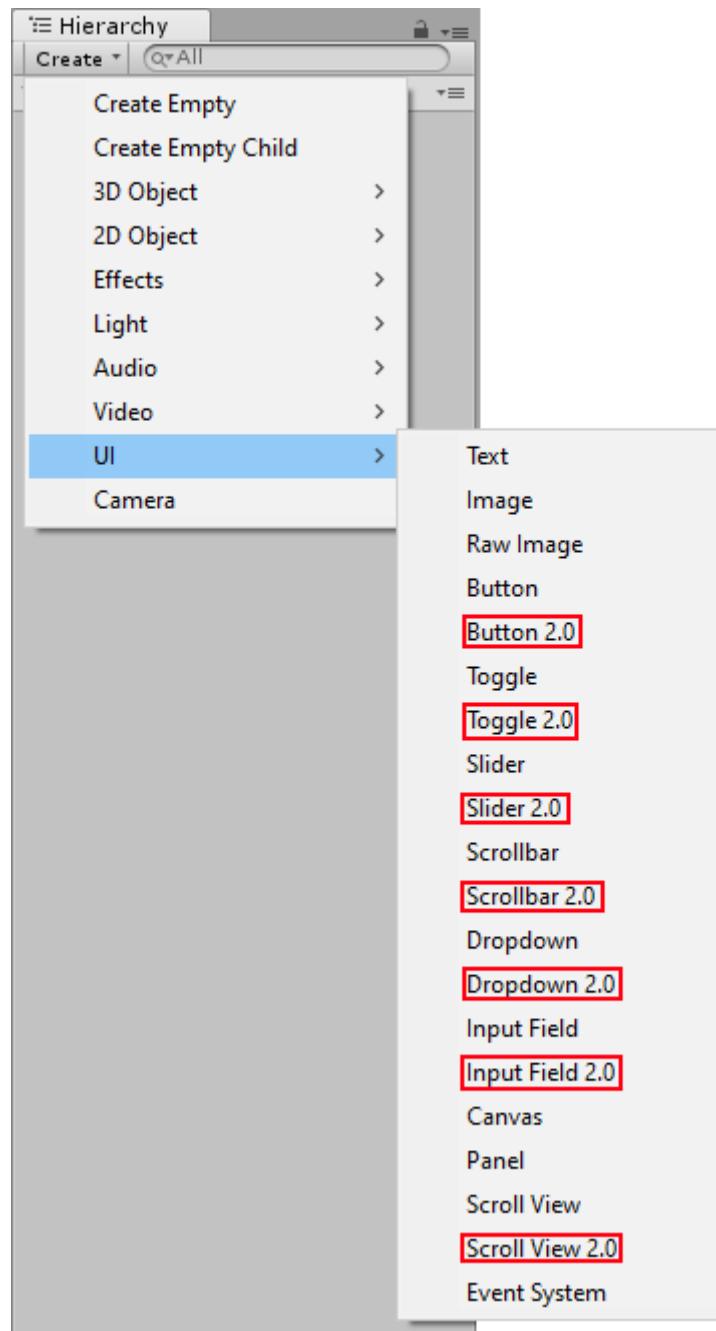 Hierarchy
Create All
Create Empty
Create Empty Child
3D Object
2D Object
Effects
Light
Audio
Video
UI
Camera
Text
Image
Raw Image
Button
Button 2.0
Toggle
Toggle 2.0
Slider
Slider 2.0
Scrollbar
Scrollbar 2.0
Dropdown
Dropdown 2.0
Input Field
Input Field 2.0
Canvas
Panel
Scroll View
Scroll View 2.0
Event System